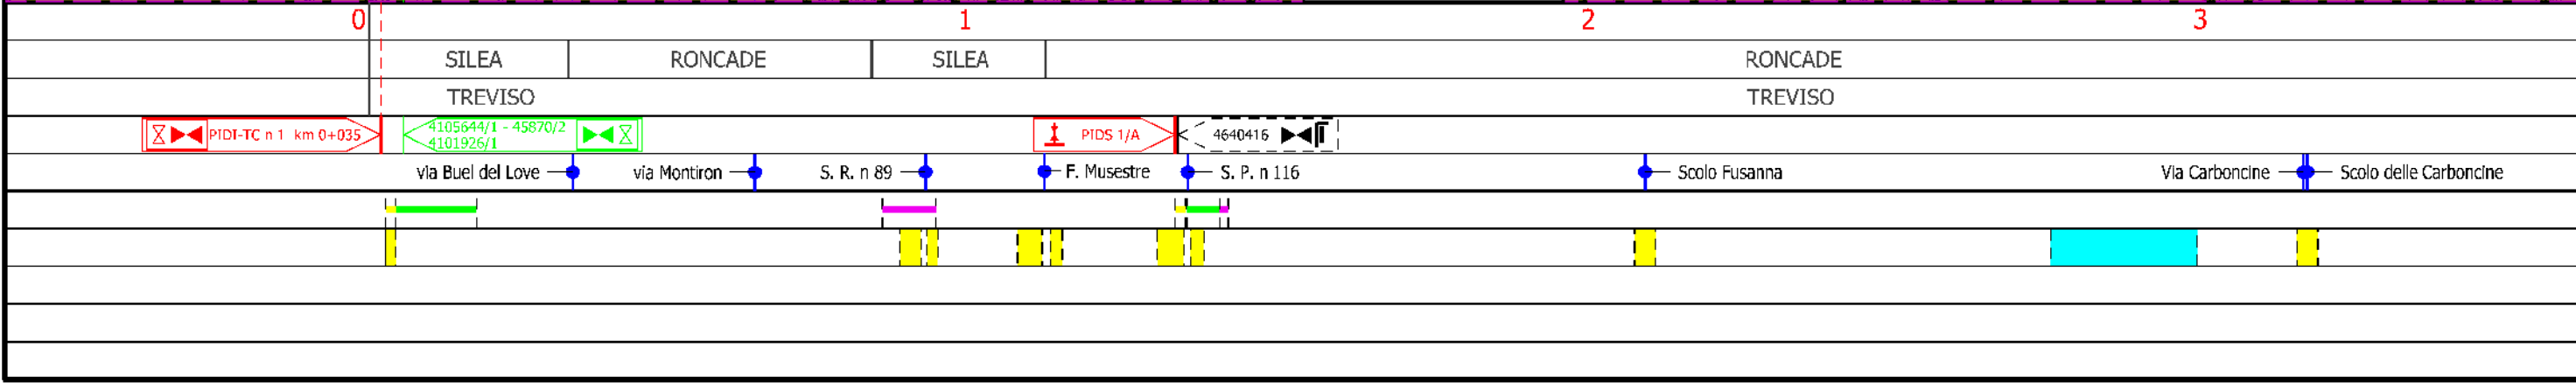 0 1 2 3
SILEA RONCADE SILEA RONCADE
TREVISO TREVISO
PIDI-TC n 1 km 0+035 4105644/1 - 45870/2 PIDS 1/A 4640416
4101926/1
via Buel del Love via Montiron S. R. n 89 F. Musestre S. P. n 116 Scolo Fusanna Via Carboncine Scolo delle Carboncine